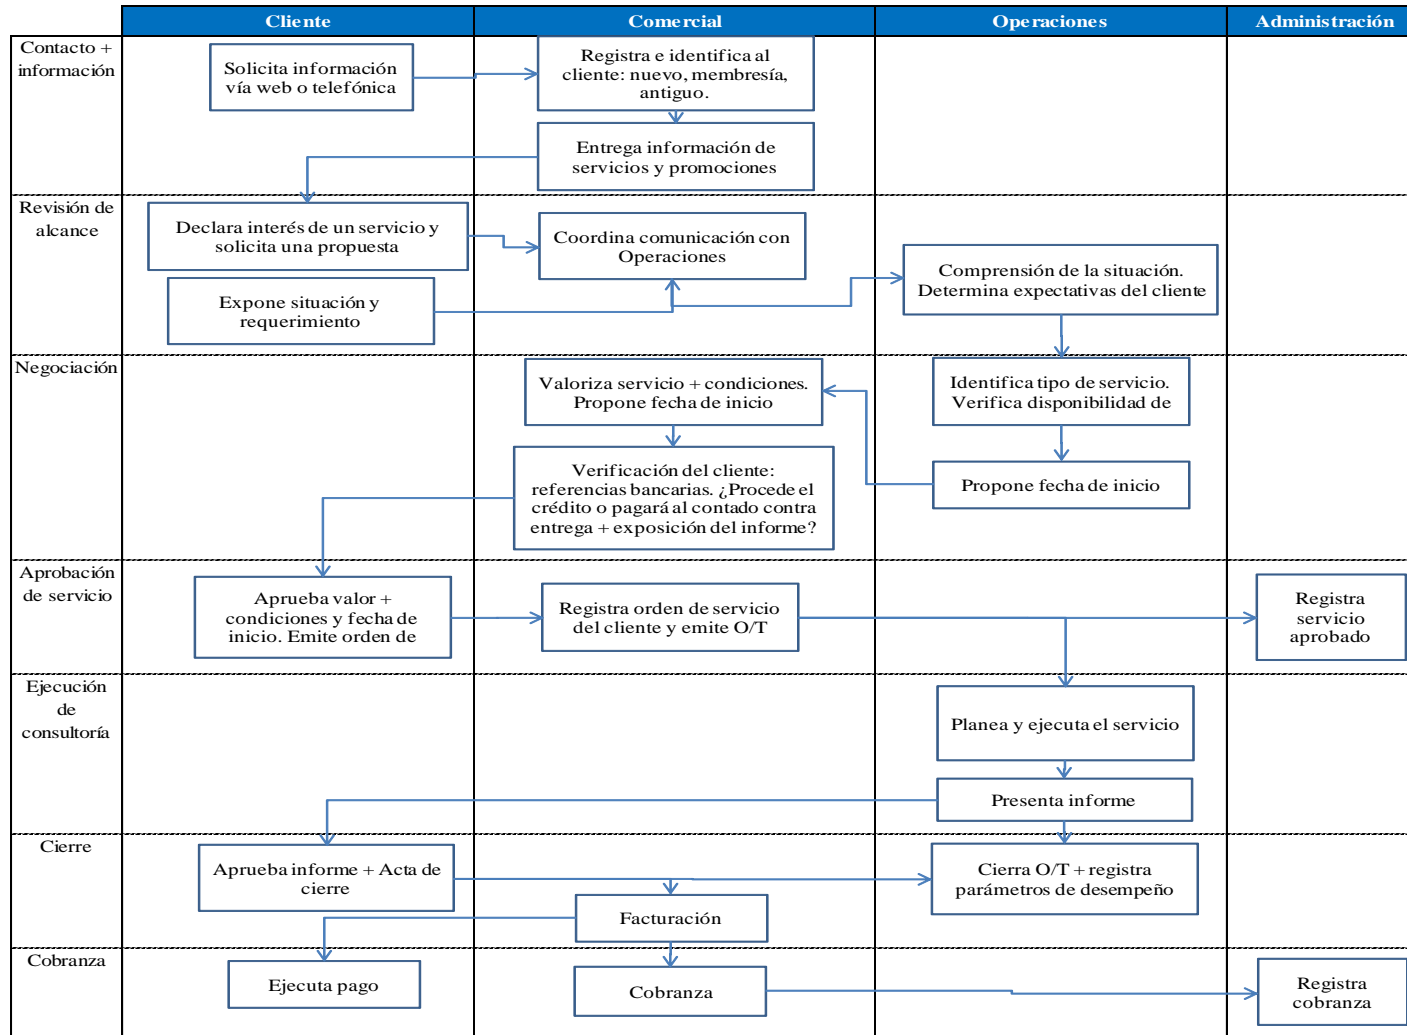 Cliente
Comercial
Operaciones
Administración
Contacto +
información
Solicita información
vía web o telefónica
Registra e identifica al
cliente: nuevo, membresía,
antiguo.
Entrega información de
servicios y promociones
Revisión de
alcance
Declara interés de un servicio y
solicita una propuesta
Coordina comunicación con
Operaciones
Comprensión de la situación.
Determina expectativas del cliente
Expone situación y
requerimiento
Negociación
Valoriza servicio + condiciones.
Propone fecha de inicio
Identifica tipo de servicio.
Verifica disponibilidad de
Verificación del cliente:
referencias bancarias. ¿Procede el
crédito o pagará al contado contra
entrega + exposición del informe?
Propone fecha de inicio
Aprobación
de servicio
Aprueba valor +
condiciones y fecha de
inicio. Emite orden de
Registra orden de servicio
del cliente y emite O/T
Registra
servicio
aprobado
Ejecución
de
consultoría
Planea y ejecuta el servicio
Presenta informe
Cierre
Aprueba informe + Acta de
cierre
Cierra O/T + registra
parámetros de desempeño
Facturación
Cobranza
Ejecuta pago
Cobranza
Registra
cobranza